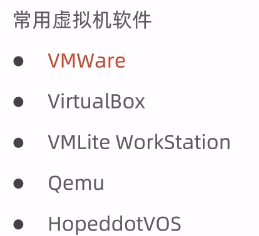 常用虚拟机软件
● VMWare
● VirtualBox
● VMLite WorkStation
● Qemu
● HopeddotVOS